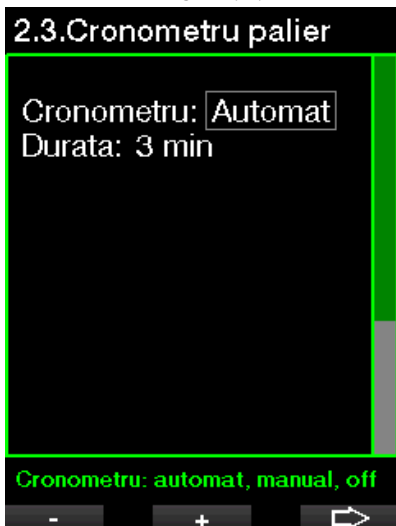 2.3.Cronometru palier
Cronometru: Automat
Durata: 3 min
Cronometru: automat, manual, off
- +